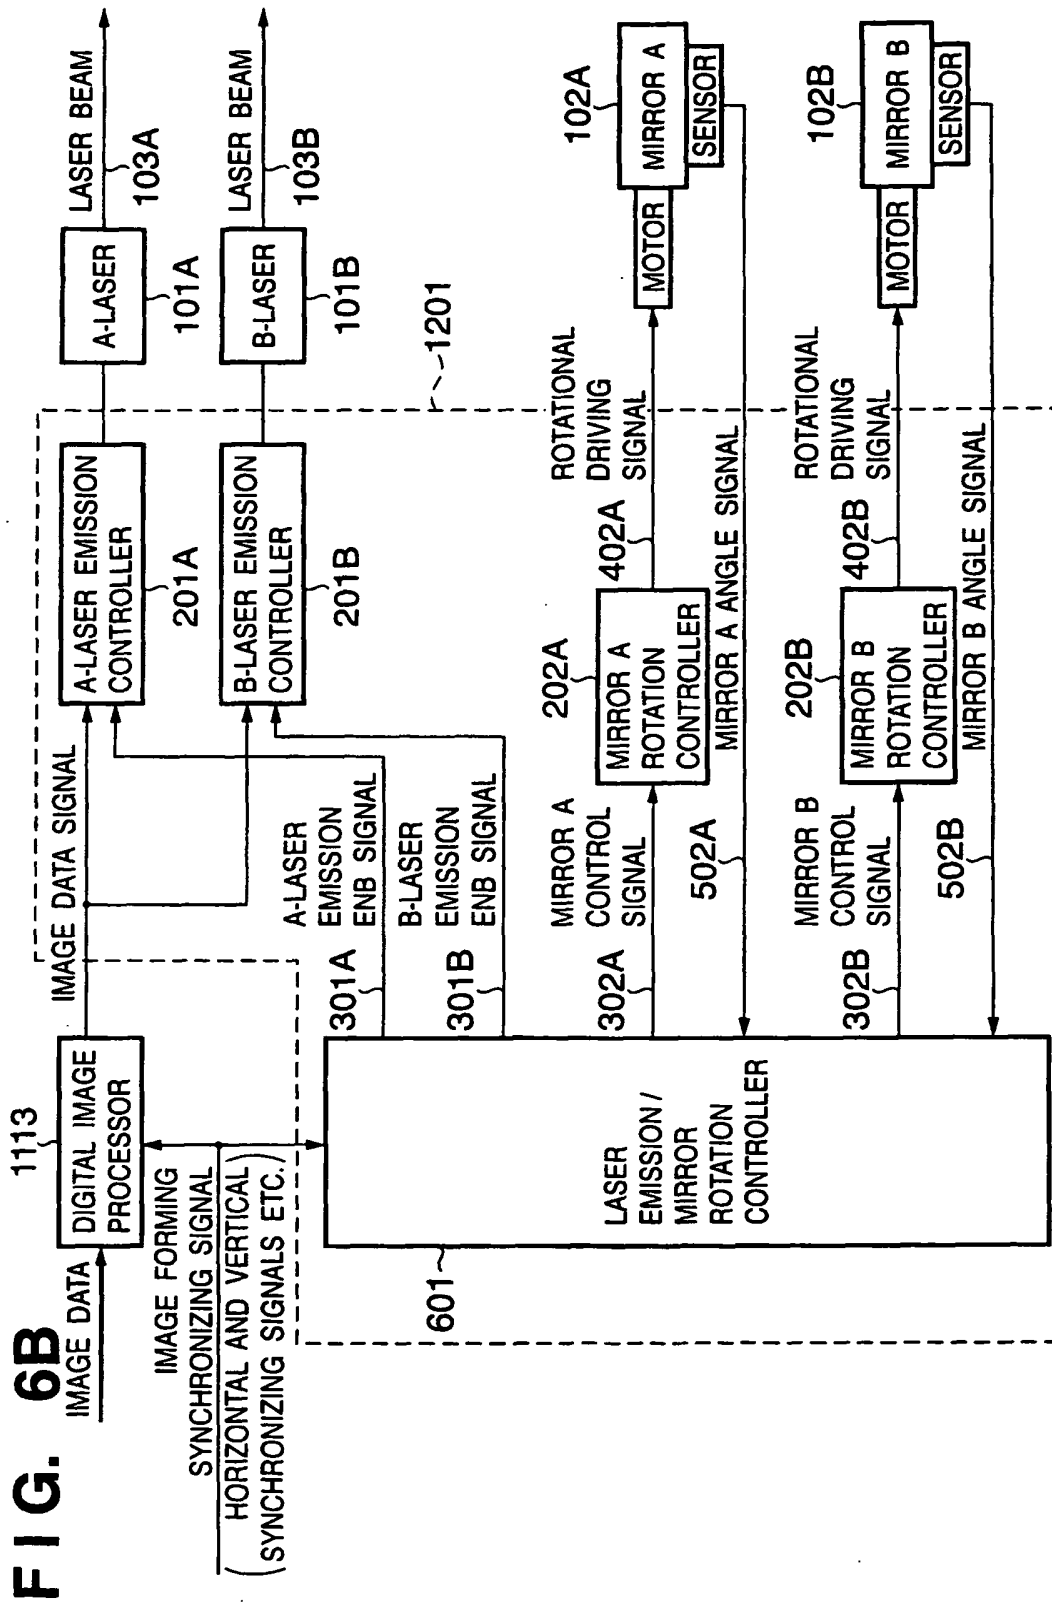 FIG. 6B
IMAGE DATA
1113
DIGITAL IMAGE
PROCESSOR
IMAGE DATA SIGNAL
A-LASER EMISSION
CONTROLLER
201A
A-LASER
101A
LASER BEAM
103A
B-LASER EMISSION
CONTROLLER
201B
B-LASER
101B
LASER BEAM
103B
1201
IMAGE FORMING
SYNCHRONIZING SIGNAL
(HORIZONTAL AND VERTICAL
SYNCHRONIZING SIGNALS ETC.)
601
LASER
EMISSION/
MIRROR
ROTATION
CONTROLLER
301A
A-LASER
EMISSION
ENB SIGNAL
301B
B-LASER
EMISSION
ENB SIGNAL
302A
MIRROR A
CONTROL
SIGNAL
202A
MIRROR A
ROTATION
CONTROLLER
402A
ROTATIONAL
DRIVING
SIGNAL
MOTOR
MIRROR A
SENSOR
102A
502A
MIRROR A ANGLE SIGNAL
302B
MIRROR B
CONTROL
SIGNAL
202B
MIRROR B
ROTATION
CONTROLLER
402B
ROTATIONAL
DRIVING
SIGNAL
MOTOR
MIRROR B
SENSOR
102B
502B
MIRROR B ANGLE SIGNAL